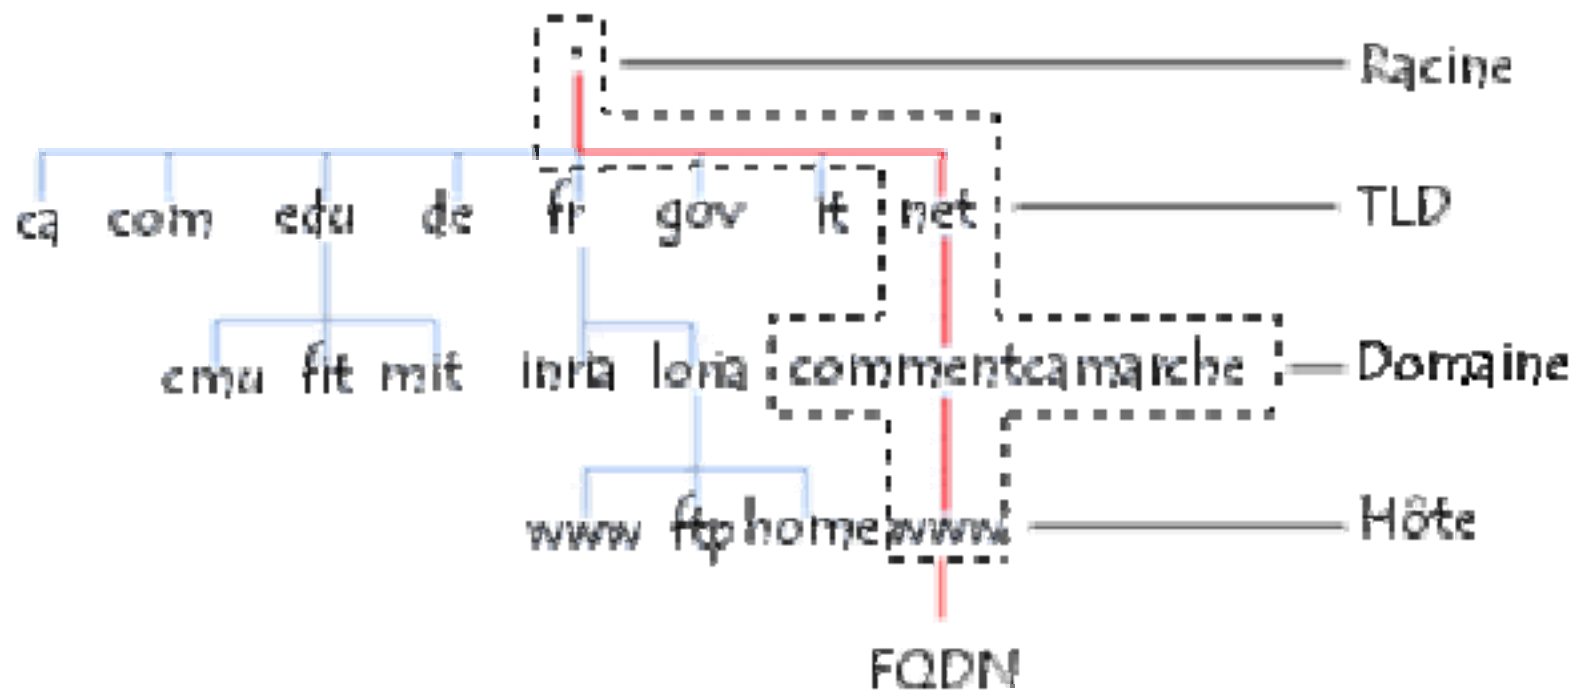 . Racine
ca com edu de fr gov it net TLD
cmu fit mit inria loria commentcamarche Domaine
www ftp home www Hôte
FQDN